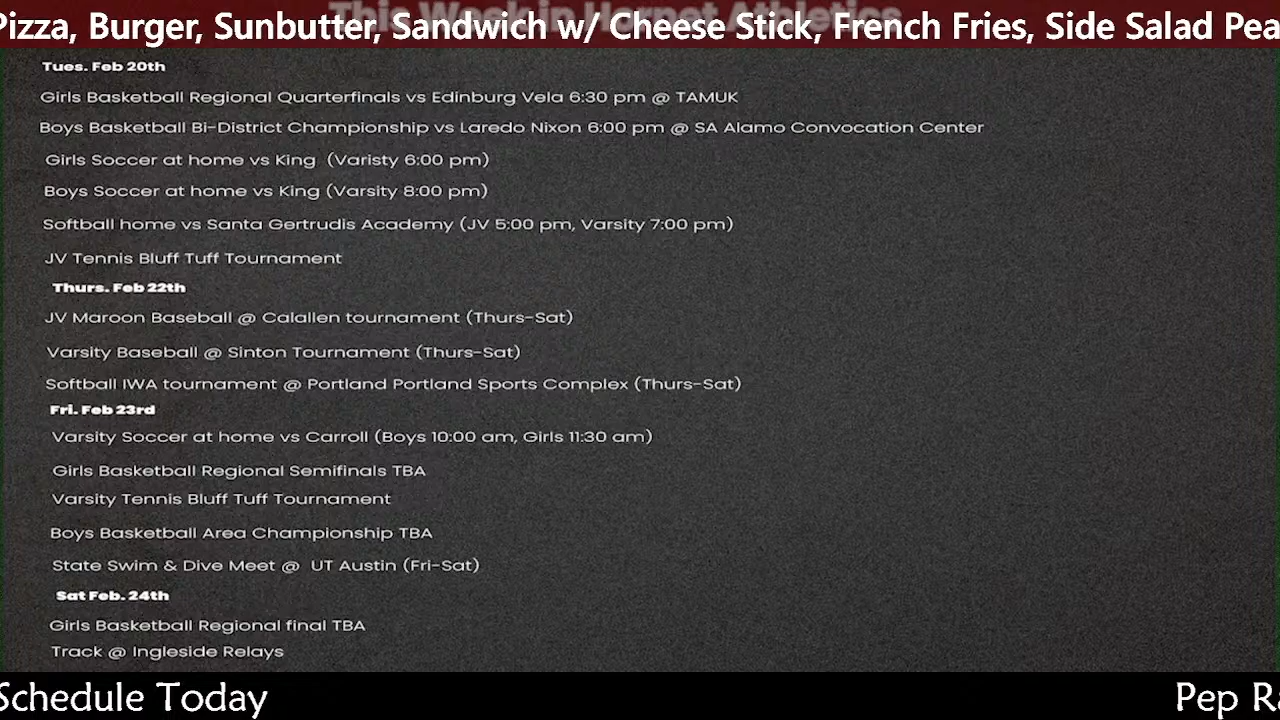 This Week in Hornet Athletics
Pizza, Burger, Sunbutter, Sandwich w/ Cheese Stick, French Fries, Side Salad Pea
Tues. Feb 20th
Girls Basketball Regional Quarterfinals vs Edinburg Vela 6:30 pm @ TAMUK
Boys Basketball Bi-District Championship vs Laredo Nixon 6:00 pm @ SA Alamo Convocation Center
Girls Soccer at home vs King (Varisty 6:00 pm)
Boys Soccer at home vs King (Varsity 8:00 pm)
Softball home vs Santa Gertrudis Academy (JV 5:00 pm, Varsity 7:00 pm)
JV Tennis Bluff Tuff Tournament
Thurs. Feb 22th
JV Maroon Baseball @ Calallen tournament (Thurs-Sat)
Varsity Baseball @ Sinton Tournament (Thurs-Sat)
Softball IWA tournament @ Portland Portland Sports Complex (Thurs-Sat)
Fri. Feb 23rd
Varsity Soccer at home vs Carroll (Boys 10:00 am, Girls 11:30 am)
Girls Basketball Regional Semifinals TBA
Varsity Tennis Bluff Tuff Tournament
Boys Basketball Area Championship TBA
State Swim & Dive Meet @ UT Austin (Fri-Sat)
Sat Feb. 24th
Girls Basketball Regional final TBA
Track @ Ingleside Relays
Schedule Today
Pep Ra